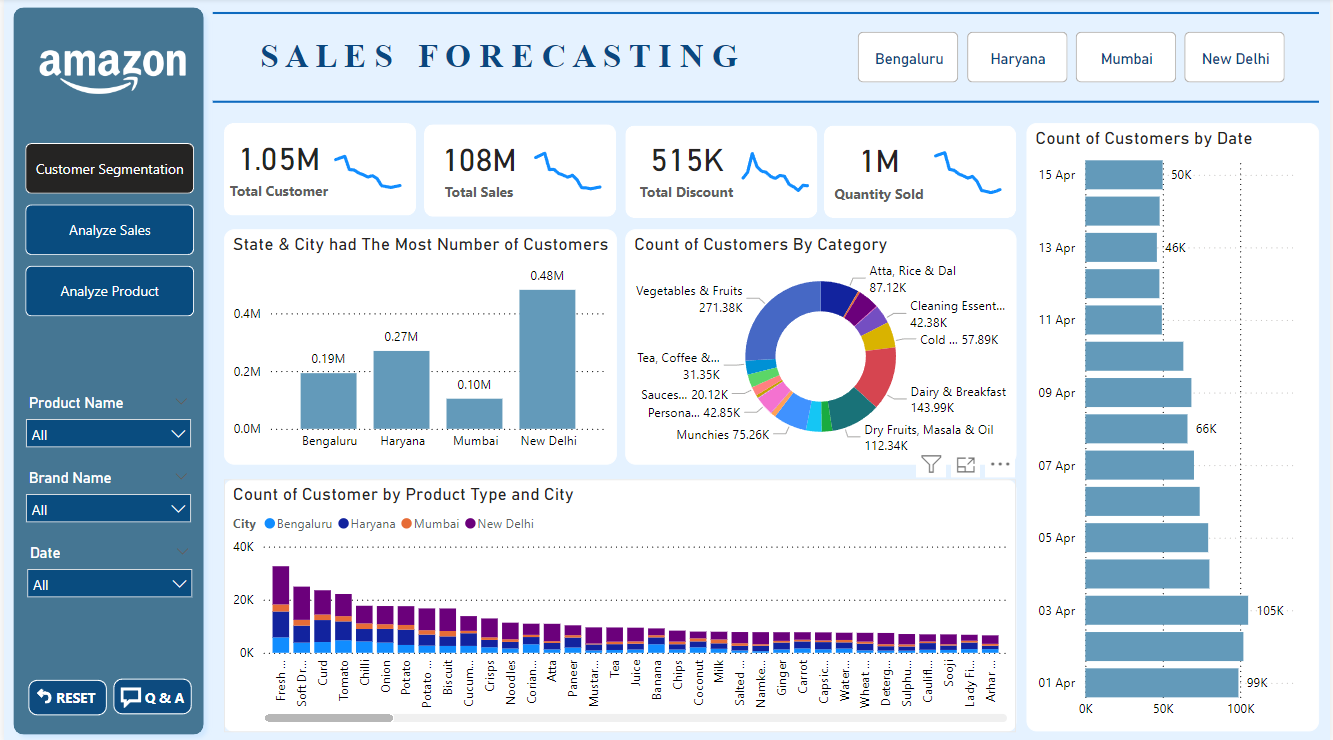 amazon
SALES FORECASTING
Bengaluru
Haryana
Mumbai
New Delhi
Customer Segmentation
Analyze Sales
Analyze Product
Product Name
All
Brand Name
All
Date
All
RESET
Q & A
1.05M
Total Customer
108M
Total Sales
515K
Total Discount
1M
Quantity Sold
State & City had The Most Number of Customers
0.4M
0.2M
0.0M
0.19M
0.27M
0.10M
0.48M
Bengaluru
Haryana
Mumbai
New Delhi
Count of Customers By Category
Atta, Rice & Dal
87.12K
Cleaning Essent...
42.38K
Cold ... 57.89K
Dairy & Breakfast
143.99K
Dry Fruits, Masala & Oil
112.34K
Munchies 75.26K
Persona... 42.85K
Sauces... 20.12K
Tea, Coffee &...
31.35K
Vegetables & Fruits
271.38K
Count of Customer by Product Type and City
City Bengaluru Haryana Mumbai New Delhi
40K
20K
0K
Fresh ...
Soft Dr...
Curd
Tomato
Chilli
Onion
Potato
Potato ...
Biscuit
Cucum...
Crisps
Noodles
Corian...
Atta
Paneer
Mustar...
Tea
Juice
Banana
Chips
Coconut
Milk
Salted ...
Namke...
Ginger
Carrot
Capsic...
Water...
Wheat ...
Deterg...
Sulphu...
Caulifl...
Sooji
Lady Fi...
Arhar ...
Count of Customers by Date
15 Apr
50K
13 Apr
46K
11 Apr
09 Apr
66K
07 Apr
05 Apr
03 Apr
105K
01 Apr
99K
0K
50K
100K